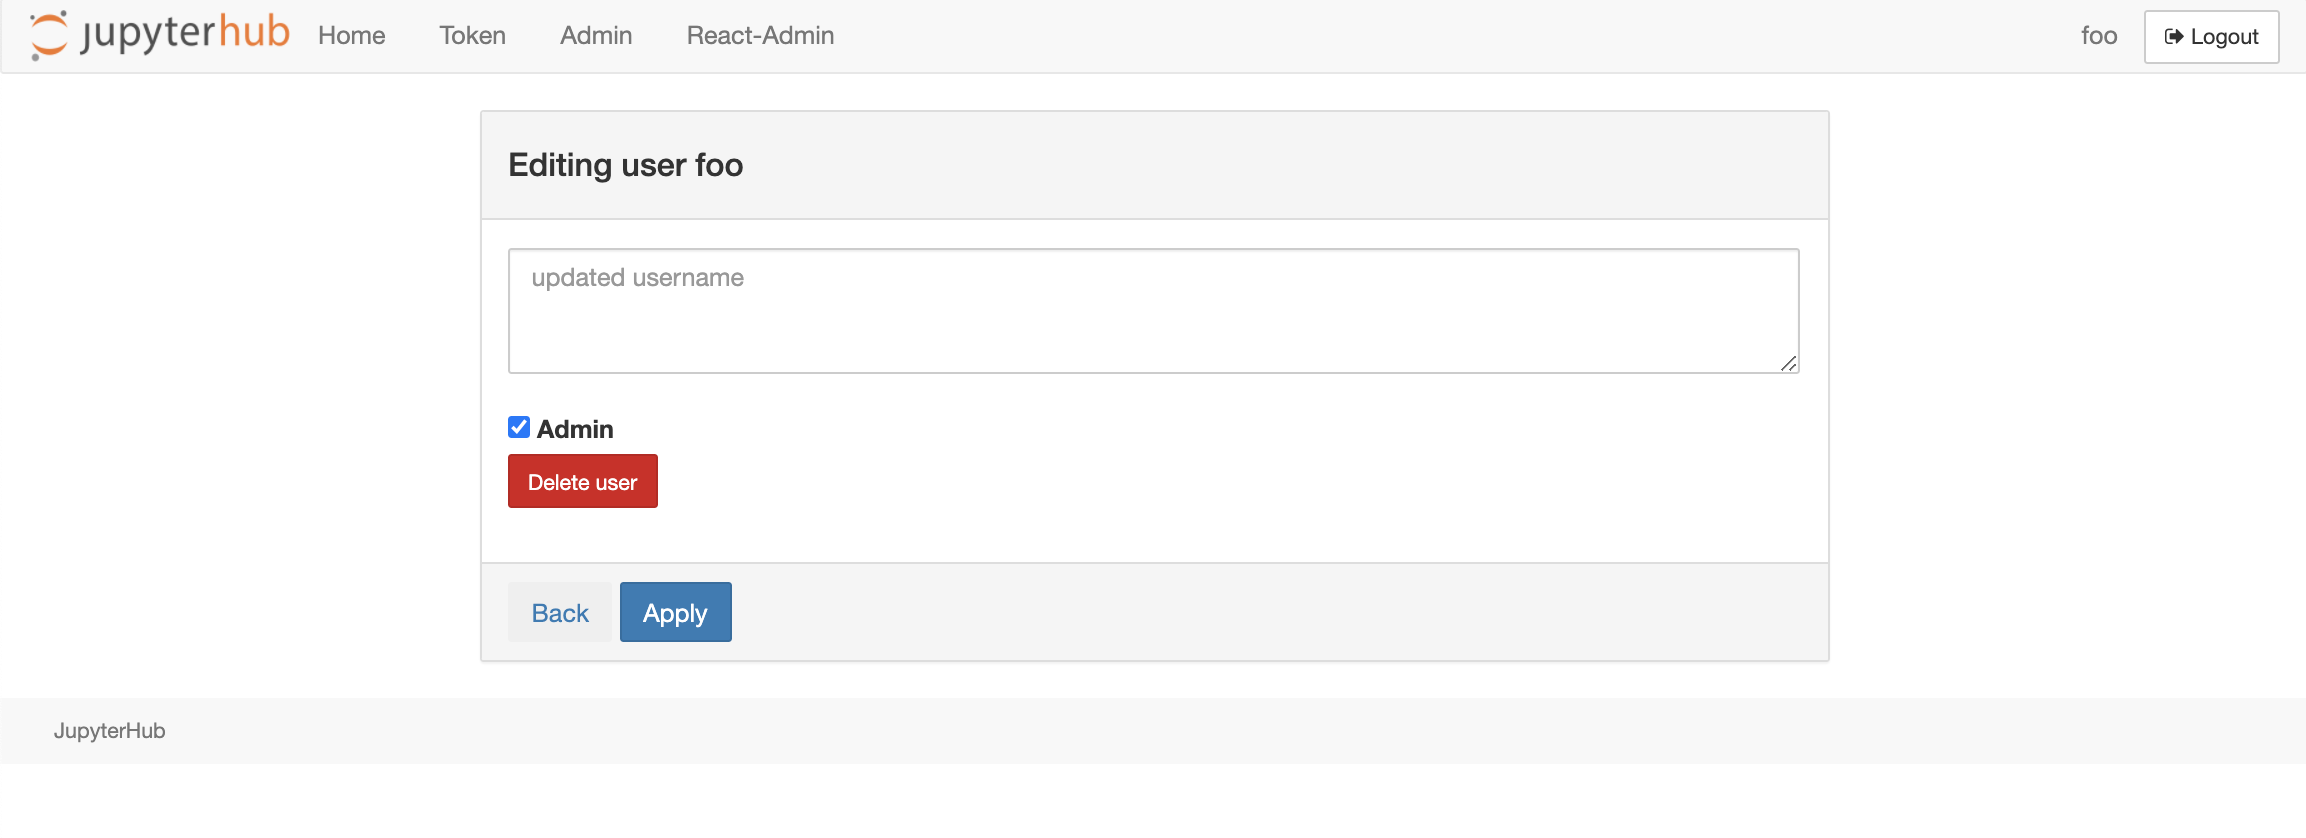 jupyterhub Home Token Admin React-Admin foo Logout
Editing user foo
updated username
Admin
Delete user
Back Apply
JupyterHub